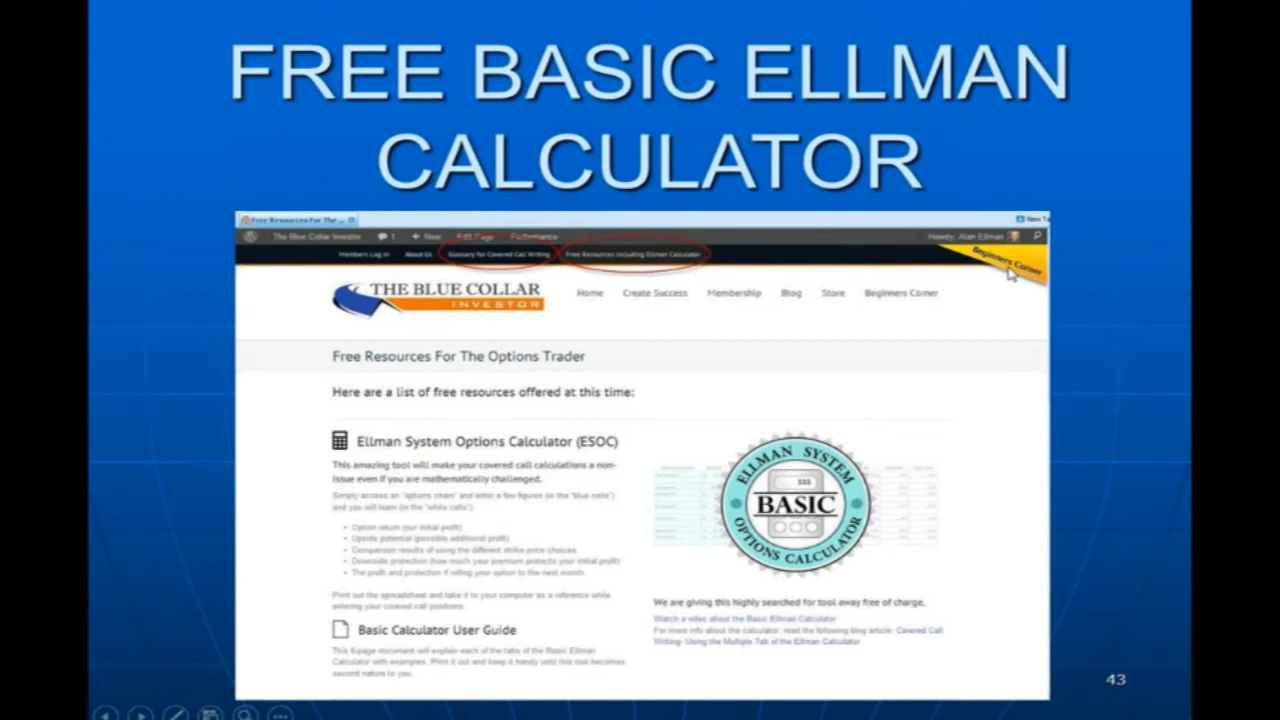 FREE BASIC ELLMAN
CALCULATOR
Free Resources For The ...
New Ta
The Blue Collar Investor 1 + New Edit Page Performance Howdy, Alan Ellman
Members Log In About Us Glossary for Covered Call Writing Free Resources Including Ellman Calculator
Beginners Corner
THE BLUE COLLAR
INVESTOR
Home Create Success Membership Blog Store Beginners Corner
Free Resources For The Options Trader
Here are a list of free resources offered at this time:
Ellman System Options Calculator (ESOC)
This amazing tool will make your covered call calculations a non-
issue even if you are mathematically challenged.
Simply access an "options chain" and enter a few figures (in the "blue cells")
and you will learn (in the "white cells")
• Option return (our initial profit)
• Upside potential (possible additional profit)
• Comparison results of using the different strike price choices
• Downside protection (how much your premium protects your initial profit)
• The profit and protection if rolling your option to the next month
Print out the spreadsheet and take it to your computer as a reference while
entering your covered call positions
Basic Calculator User Guide
This 8-page document will explain each of the tabs of the Basic Ellman
Calculator with examples. Print it out and keep it handy until this tool becomes
second nature to you.
ELLMAN SYSTEM
$$$
BASIC
OPTIONS CALCULATOR
We are giving this highly searched for tool away free of charge.
Watch a video about the Basic Ellman Calculator
For more info about the calculator, read the following blog article: Covered Call
Writing- Using the Multiple Tab of the Ellman Calculator
43